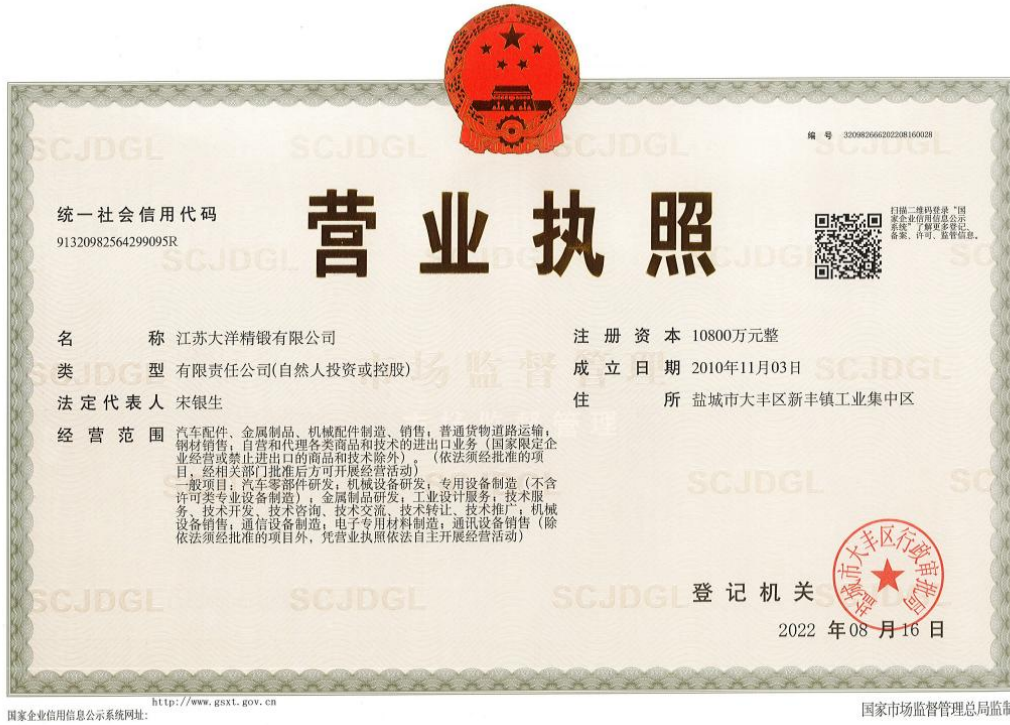 编 号 320982666202208160028
统一社会信用代码
91320982564299095R
营业执照
扫描二维码登录“国
家企业信用信息公示
系统”了解更多登记、
备案、许可、监管信息。
名 称 江苏大洋精锻有限公司
类 型 有限责任公司(自然人投资或控股)
法定代表人 宋银生
经营范围 汽车配件、金属制品、机械配件制造、销售；普通货物道路运输；
钢材销售；自营和代理各类商品和技术的进出口业务（国家限定企
业经营或禁止进出口的商品和技术除外）。（依法须经批准的项
目，经相关部门批准后方可开展经营活动）
一般项目：汽车零部件研发；机械设备研发；专用设备制造（不含
许可类专业设备制造）；金属制品研发；工业设计服务；技术服
务、技术开发、技术咨询、技术交流、技术转让、技术推广；机械
设备销售；通信设备制造；电子专用材料制造；通讯设备销售（除
依法须经批准的项目外，凭营业执照依法自主开展经营活动）
注册资本 10800万元整
成立日期 2010年11月03日
住 所 盐城市大丰区新丰镇工业集中区
登记机关
盐城市大丰区行政审批局
2022 年08 月16 日
http://www.gsxt.gov.cn
国家企业信用信息公示系统网址:
国家市场监督管理总局监制
SCJDGL
市场监督管理